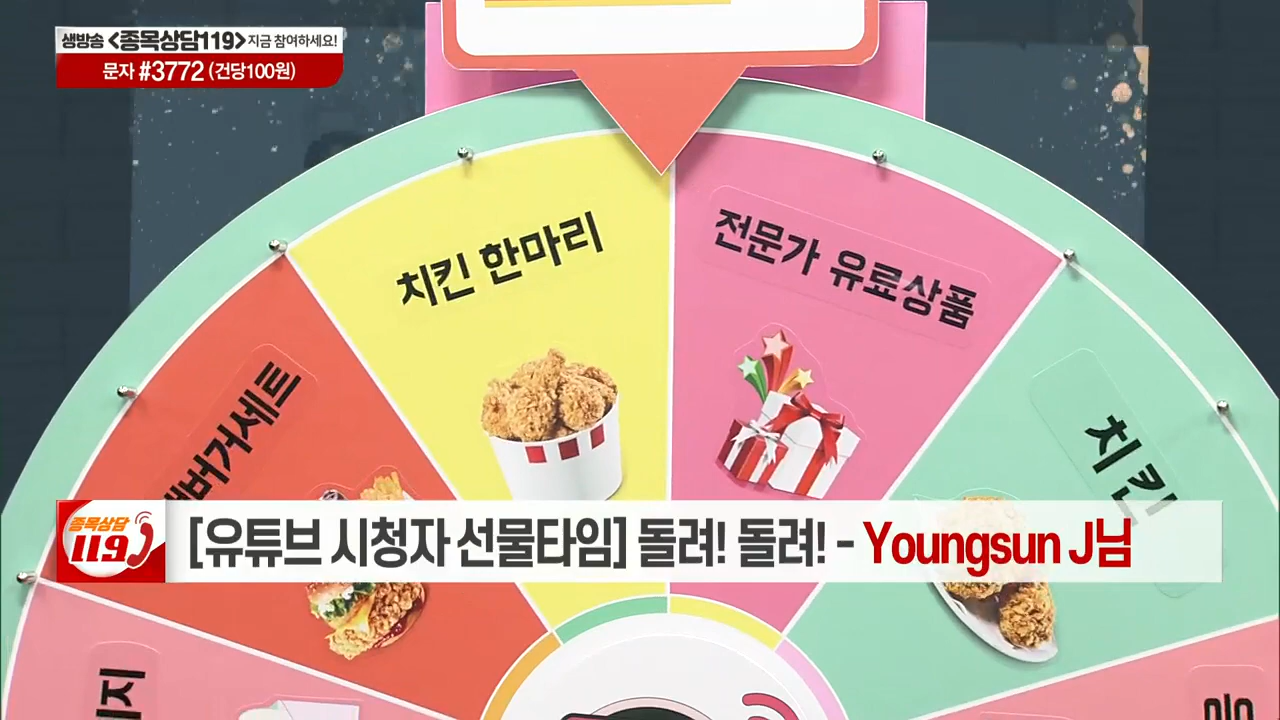 생방송 <종목상담119> 지금 참여하세요!
문자 #3772 (건당100원)
치킨 한마리
전문가 유료상품
버거세트
치킨
종목상담
119
[유튜브 시청자 선물타임] 돌려! 돌려! - Youngsun J님